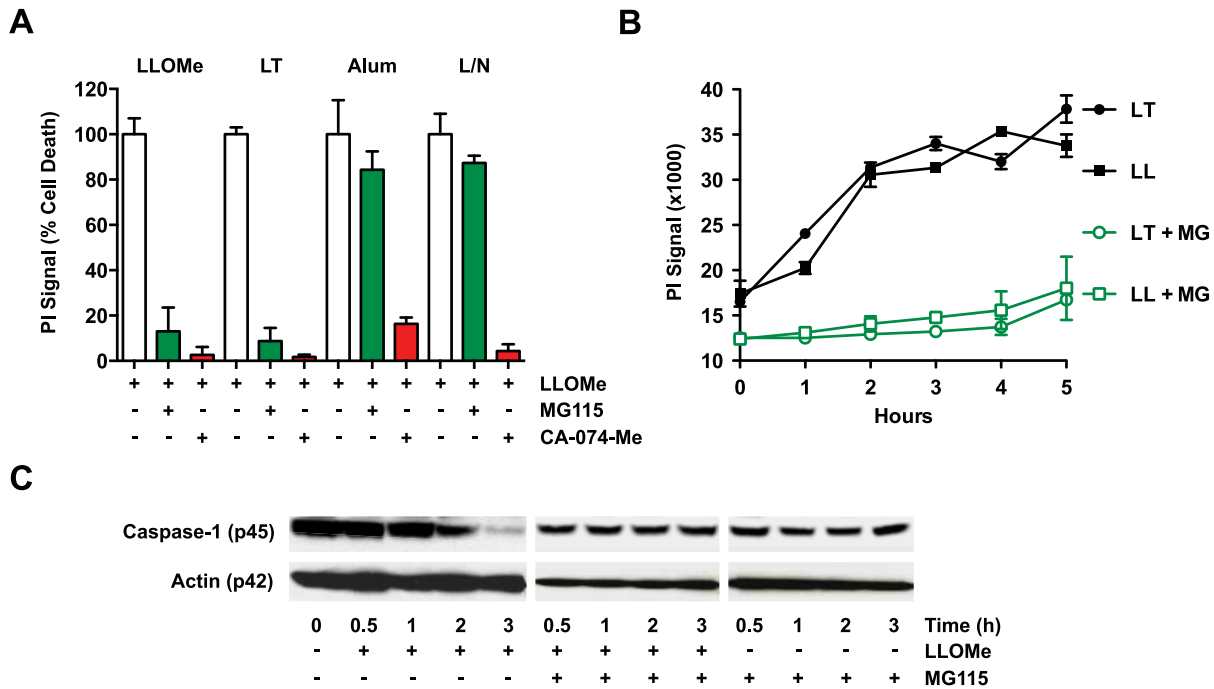 A
LLOMe LT Alum L/N
PI Signal (% Cell Death)
120
100
80
60
40
20
0
+ + + + + + + + + + + + LLOMe
- + - - + - - + - - + - MG115
- - + - - + - - + - - + CA-074-Me
B
PI Signal (x1000)
40
35
30
25
20
15
10
0 1 2 3 4 5
Hours
LT
LL
LT + MG
LL + MG
C
Caspase-1 (p45)
Actin (p42)
0 0.5 1 2 3 0.5 1 2 3 0.5 1 2 3 Time (h)
- + + + + + + + + - - - - LLOMe
- - - - - + + + + + + + + MG115